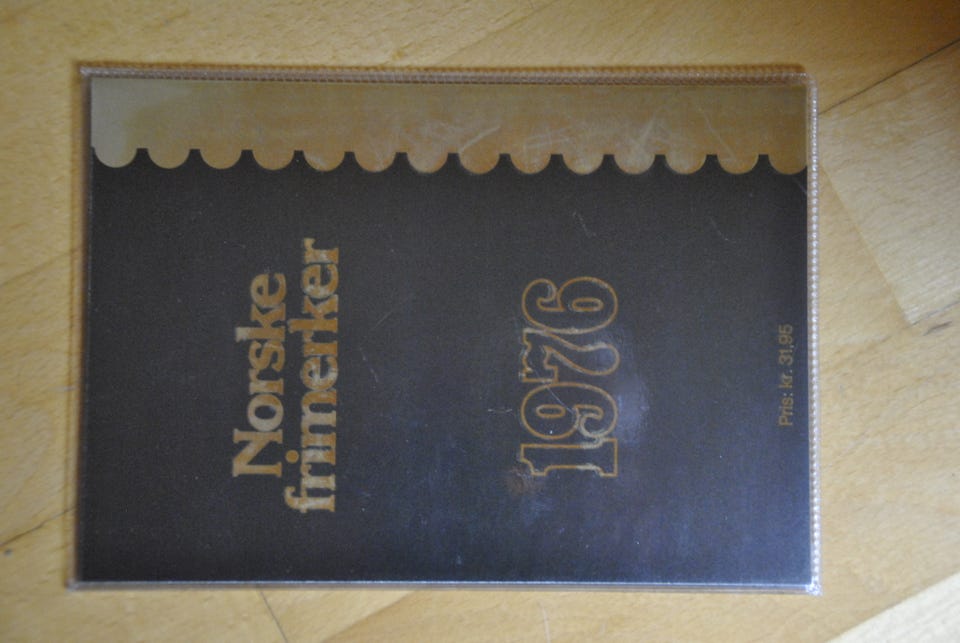 Norske
frimerker
1976
Pris: kr. 31,95